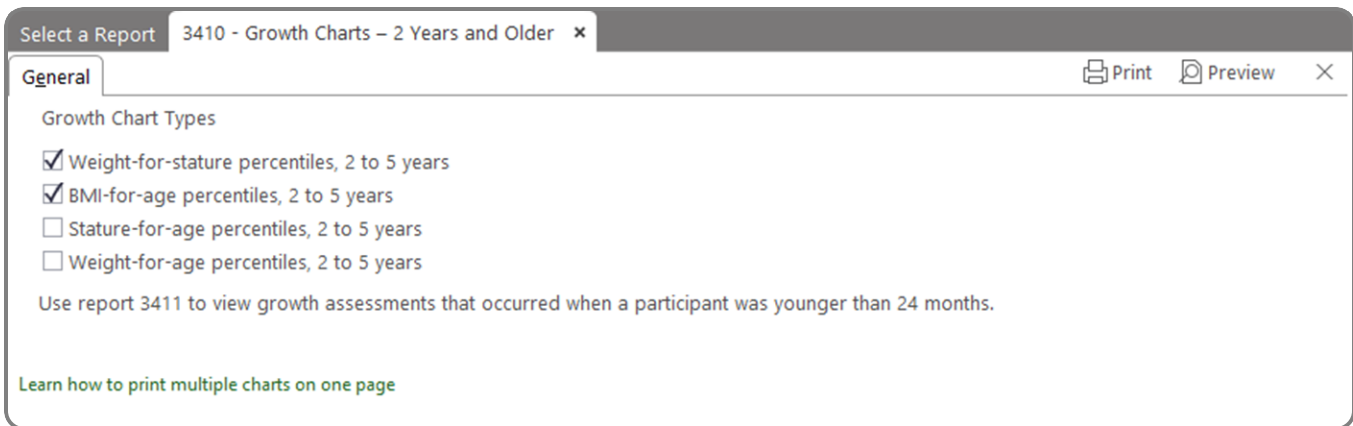 Select a Report 3410 - Growth Charts – 2 Years and Older ×
General Print Preview ×
Growth Chart Types
Weight-for-stature percentiles, 2 to 5 years
BMI-for-age percentiles, 2 to 5 years
Stature-for-age percentiles, 2 to 5 years
Weight-for-age percentiles, 2 to 5 years
Use report 3411 to view growth assessments that occurred when a participant was younger than 24 months.
Learn how to print multiple charts on one page